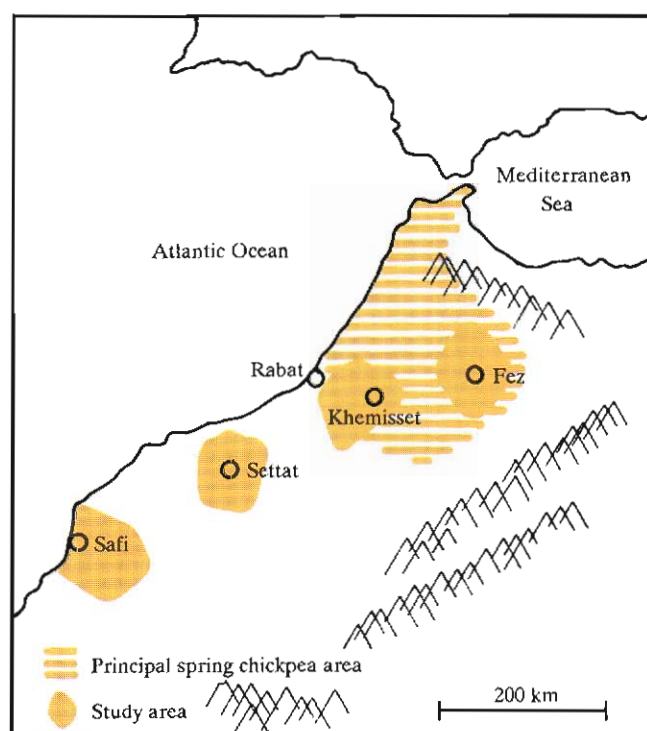 Mediterranean
Sea
Atlantic Ocean
Rabat
Fez
Khemisset
Settat
Safi
Principal spring chickpea area
Study area
200 km